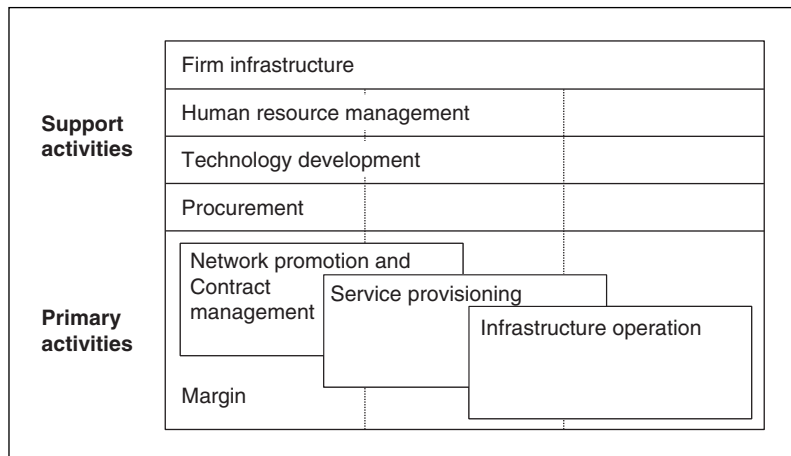 Firm infrastructure
Human resource management
Support
activities
Technology development
Procurement
Network promotion and
Contract
management
Service provisioning
Infrastructure operation
Primary
activities
Margin